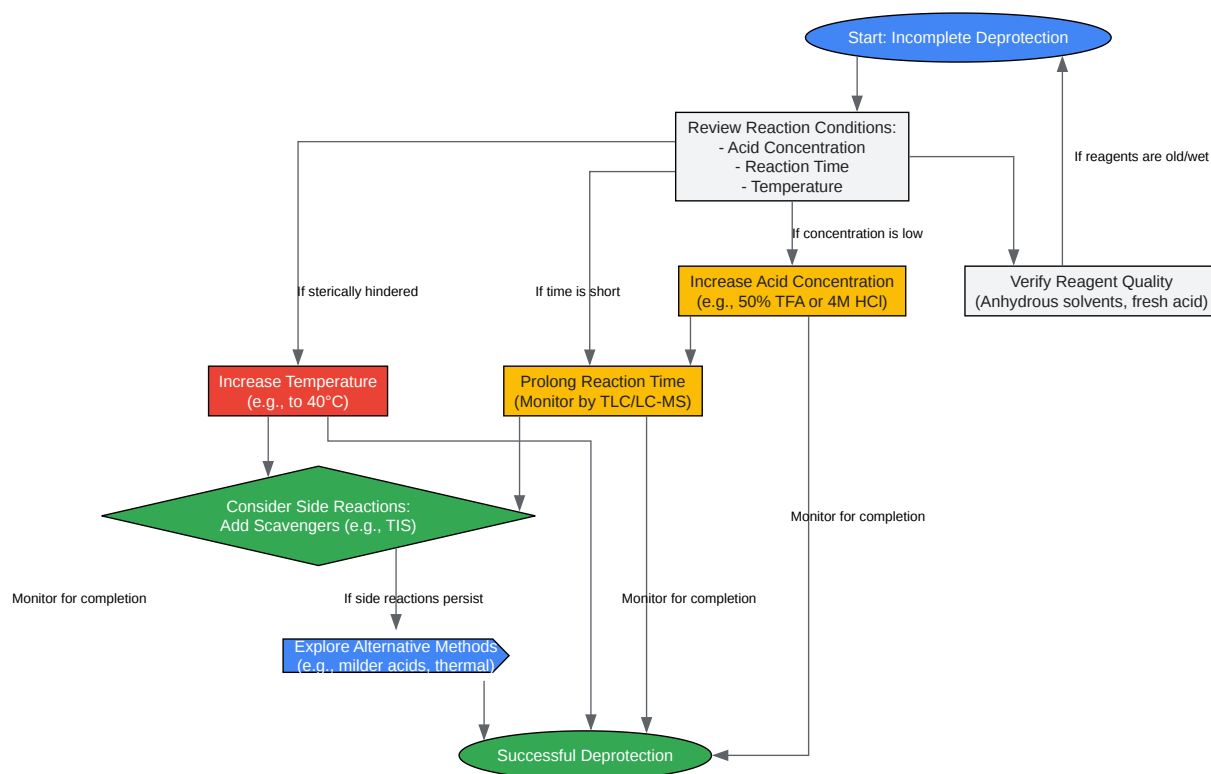 Start: Incomplete Deprotection
Review Reaction Conditions:
- Acid Concentration
- Reaction Time
- Temperature
If reagents are old/wet
If concentration is low
Increase Acid Concentration
(e.g., 50% TFA or 4M HCl)
Verify Reagent Quality
(Anhydrous solvents, fresh acid)
If sterically hindered
If time is short
Increase Temperature
(e.g., to 40°C)
Prolong Reaction Time
(Monitor by TLC/LC-MS)
Consider Side Reactions:
Add Scavengers (e.g., TIS)
Monitor for completion
Monitor for completion
If side reactions persist
Monitor for completion
Explore Alternative Methods
(e.g., milder acids, thermal)
Successful Deprotection